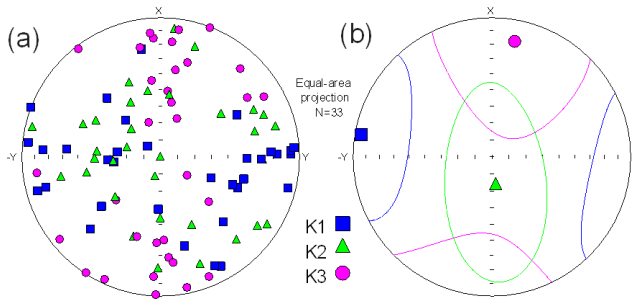 (a)
X
-Y
Y
Equal-area
projection
N=33
K1
K2
K3
(b)
X
-Y
Y